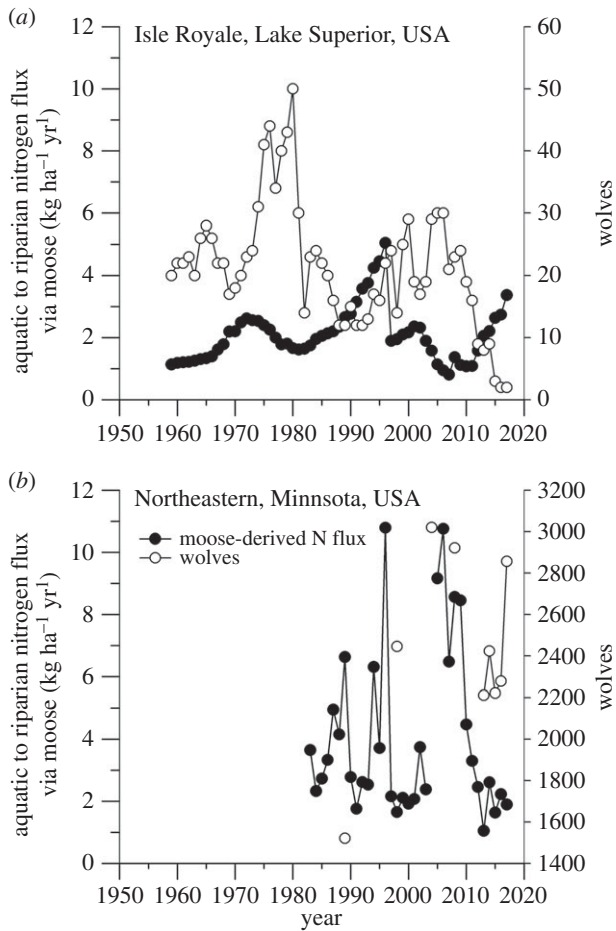 (a)
Isle Royale, Lake Superior, USA
aquatic to riparian nitrogen flux
via moose (kg ha⁻¹ yr¹)
12
10
8
6
4
2
0
60
50
40
30
20
10
0
wolves
1950 1960 1970 1980 1990 2000 2010 2020
(b)
Northeastern, Minnsota, USA
moose-derived N flux
wolves
aquatic to riparian nitrogen flux
via moose (kg ha⁻¹ yr¹)
12
10
8
6
4
2
0
3200
3000
2800
2600
2400
2200
2000
1800
1600
1400
wolves
1950 1960 1970 1980 1990 2000 2010 2020
year